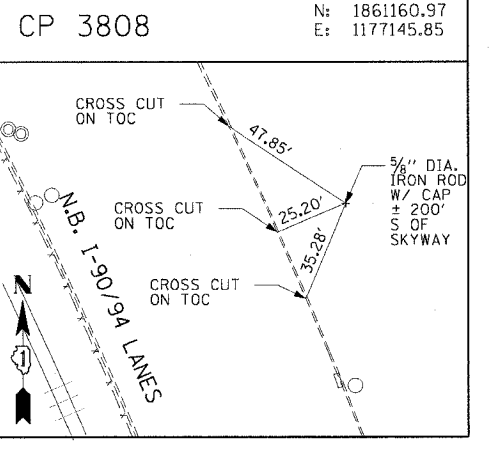 CP 3808
N: 1861160.97
E: 1177145.85
CROSS CUT
ON TOC
47.85'
5/8" DIA.
IRON ROD
W/ CAP
± 200'
S OF
SKYWAY
CROSS CUT
ON TOC
25.20'
35.28'
CROSS CUT
ON TOC
N.B. I-90/94 LANES
N
1